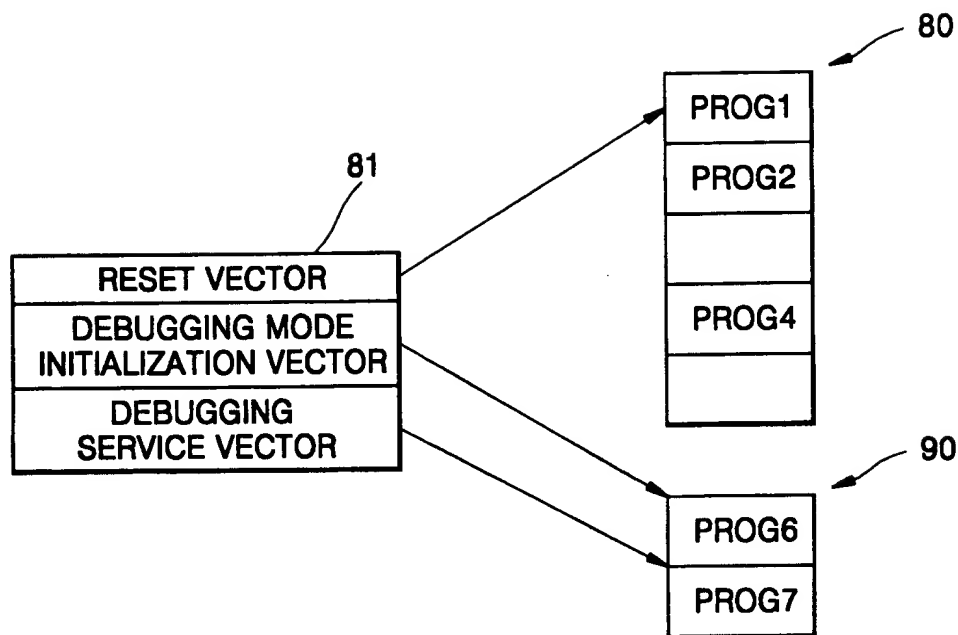 80
PROG1
PROG2
PROG4
81
RESET VECTOR
DEBUGGING MODE
INITIALIZATION VECTOR
DEBUGGING
SERVICE VECTOR
90
PROG6
PROG7